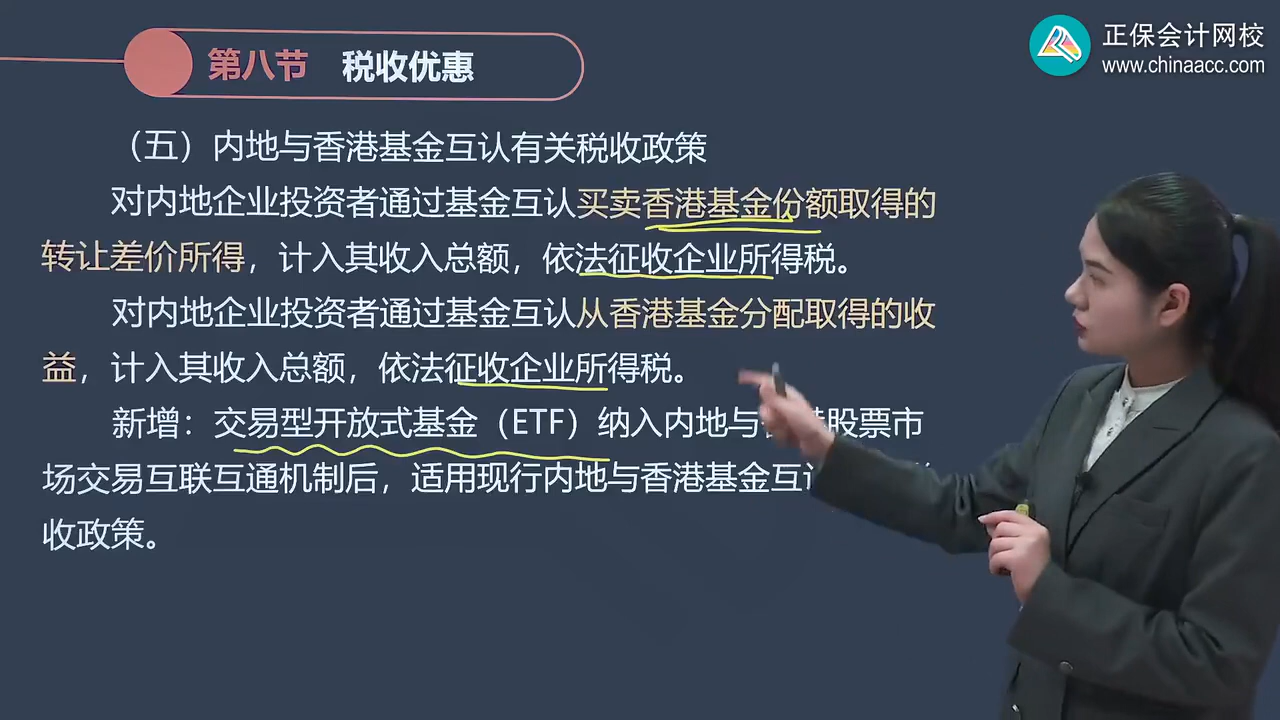 第八节 税收优惠
正保会计网校
www.chinaacc.com
（五）内地与香港基金互认有关税收政策
对内地企业投资者通过基金互认买卖香港基金份额取得的
转让差价所得，计入其收入总额，依法征收企业所得税。
对内地企业投资者通过基金互认从香港基金分配取得的收
益，计入其收入总额，依法征收企业所得税。
新增：交易型开放式基金（ETF）纳入内地与香港股票市
场交易互联互通机制后，适用现行内地与香港基金互
收政策。